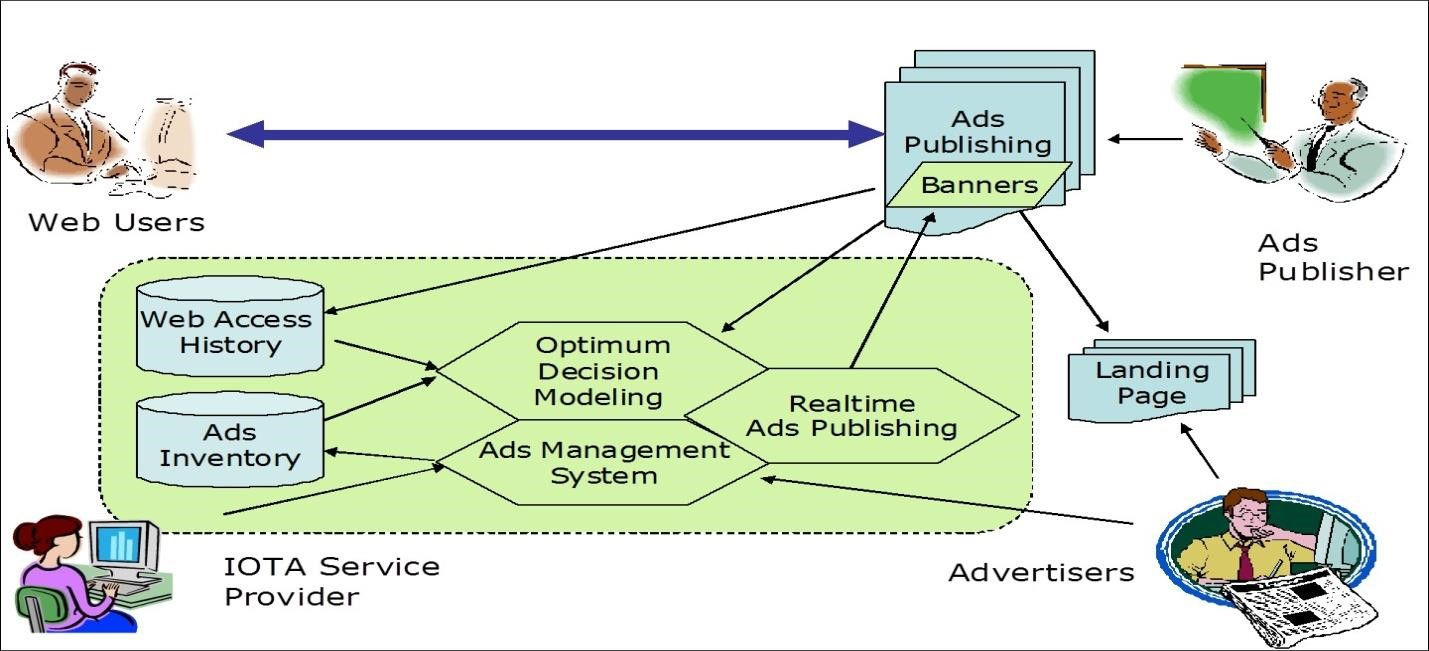 Ads
Publishing
Banners
Web Users
Ads
Publisher
Web Access
History
Optimum
Decision
Modeling
Landing
Page
Realtime
Ads Publishing
Ads
Inventory
Ads Management
System
IOTA Service
Provider
Advertisers